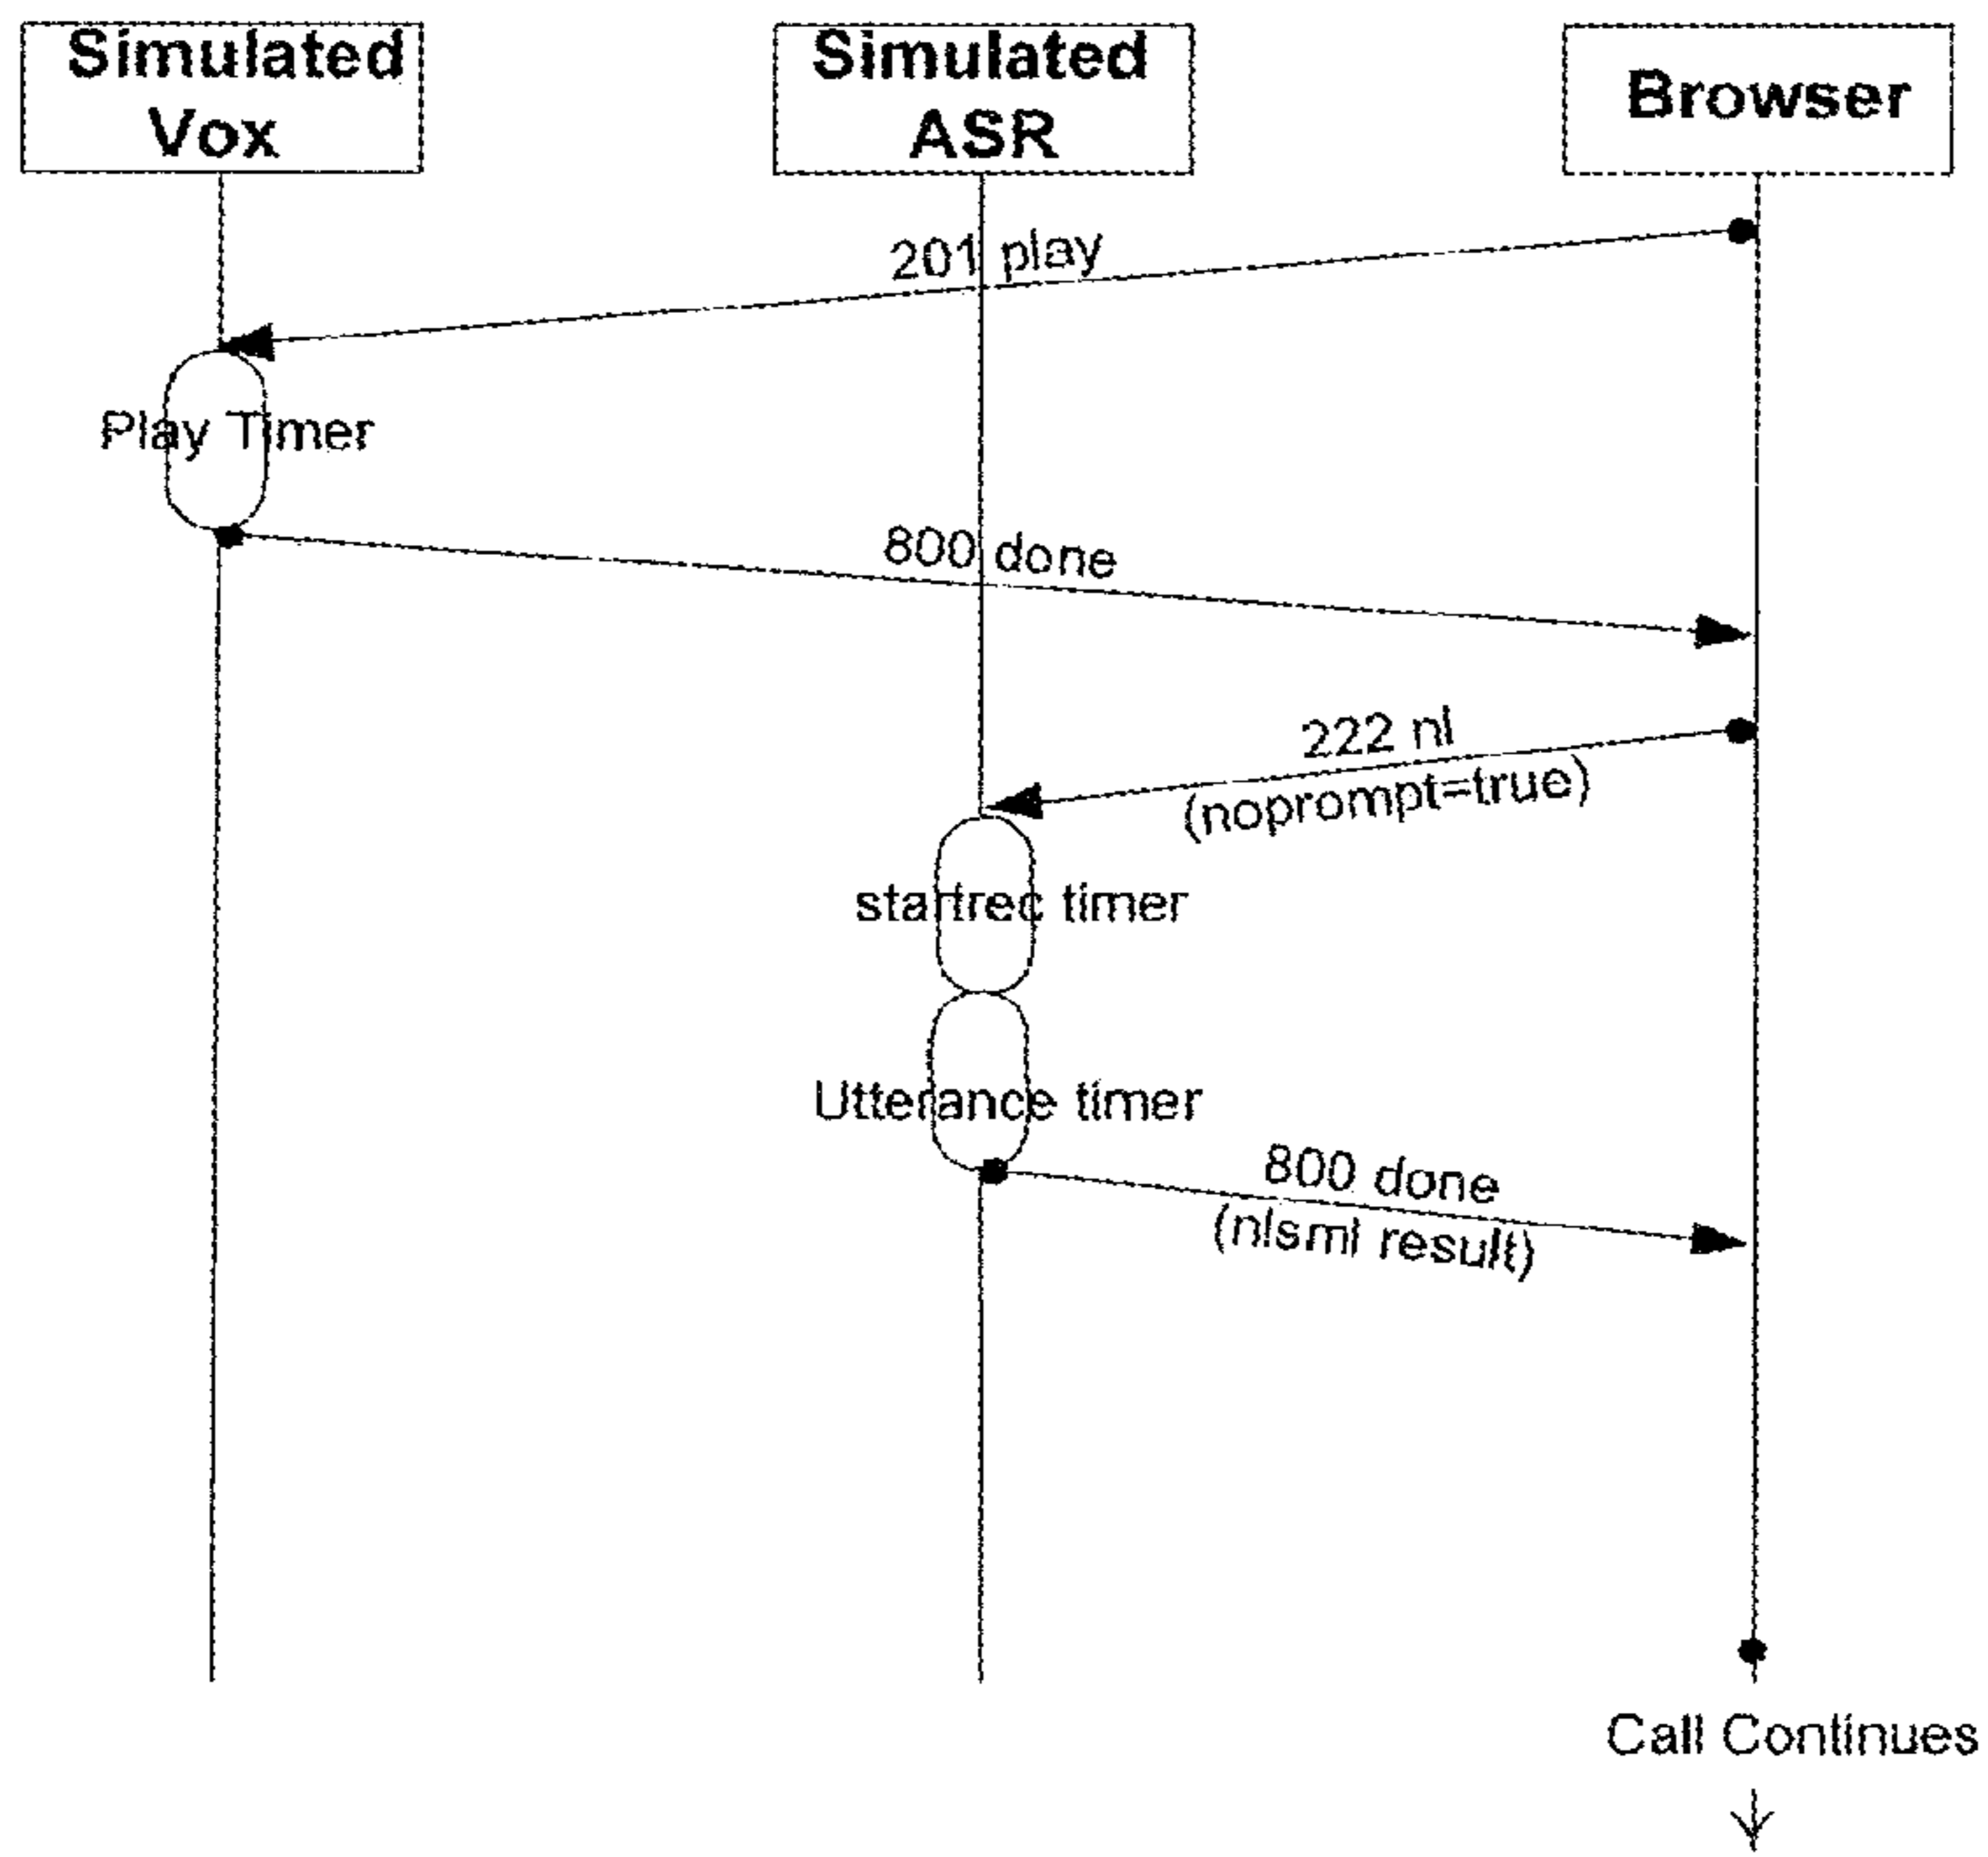 Simulated
Vox
Simulated
ASR
Browser
201 play
Play Timer
800 done
222 nl
(noprompt=true)
startrec timer
Utterance timer
800 done
(nlsml result)
Call Continues